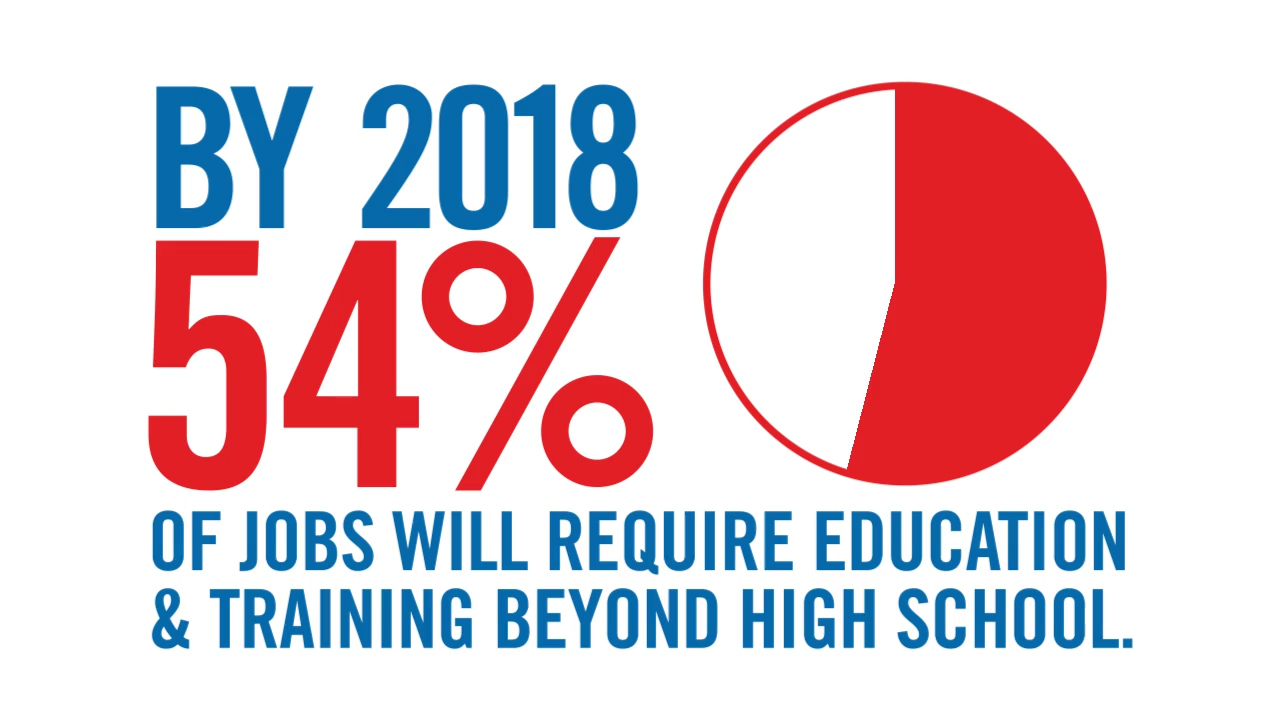 BY 2018
54%
OF JOBS WILL REQUIRE EDUCATION
& TRAINING BEYOND HIGH SCHOOL.